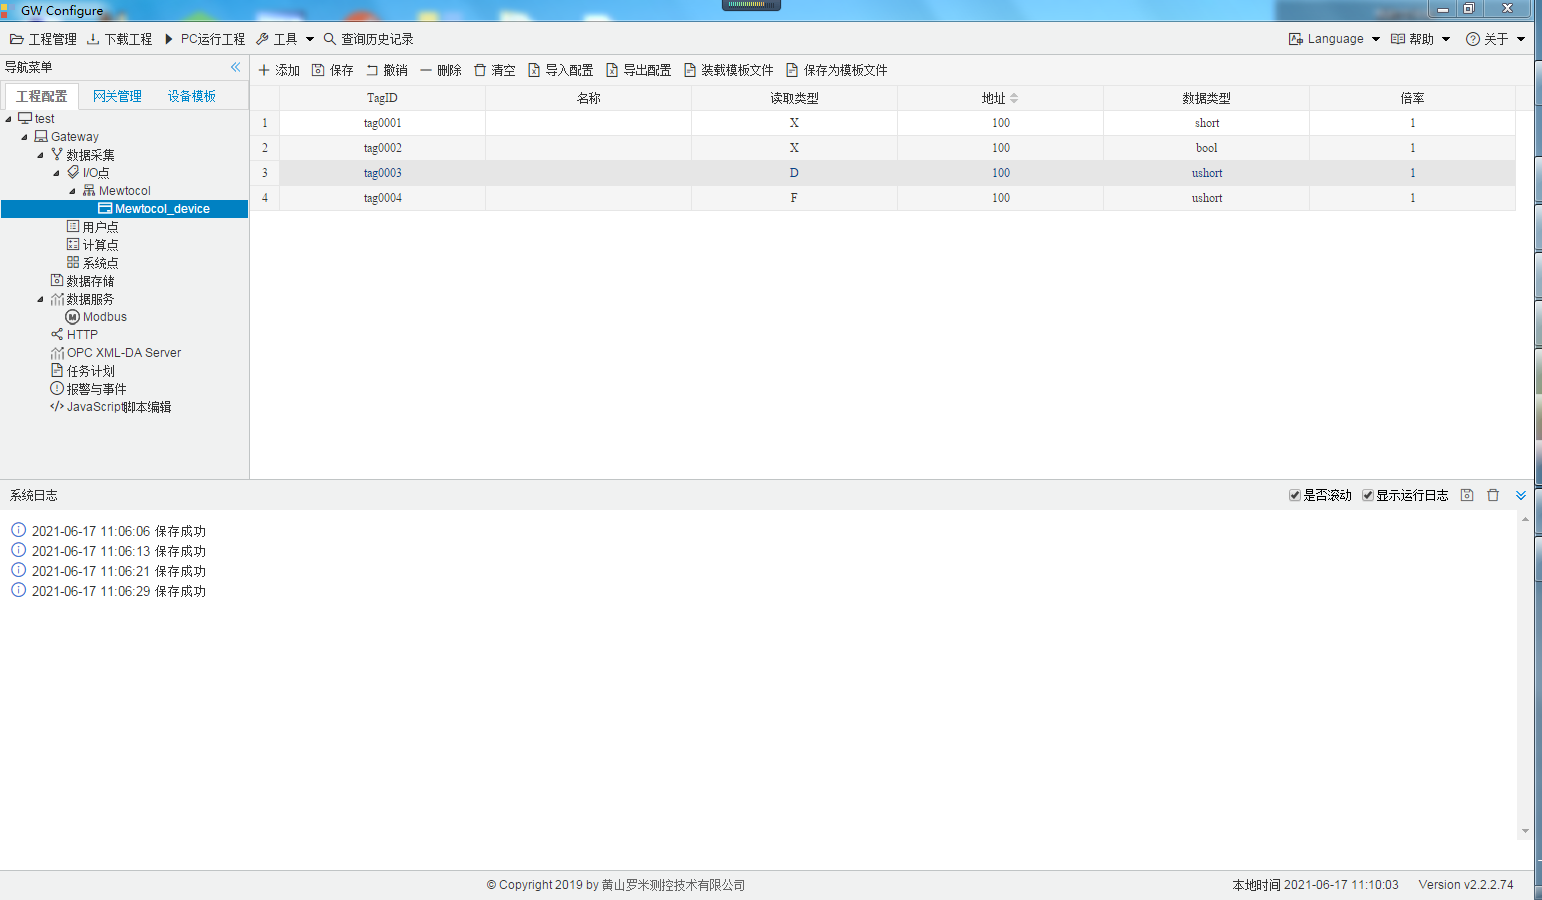 GW Configure
工程管理 下载工程 PC运行工程 工具 查询历史记录 Language 帮助 关于
导航菜单
添加 保存 撤销 删除 清空 导入配置 导出配置 装载模板文件 保存为模板文件
工程配置 网关管理 设备模板
TagID 名称 读取类型 地址 数据类型 倍率
1 tag0001 X 100 short 1
2 tag0002 X 100 bool 1
3 tag0003 D 100 ushort 1
4 tag0004 F 100 ushort 1
test
Gateway
数据采集
I/O点
Mewtocol
Mewtocol_device
用户点
计算点
系统点
数据存储
数据服务
Modbus
HTTP
OPC XML-DA Server
任务计划
报警与事件
JavaScript脚本编辑
系统日志 是否滚动 显示运行日志
2021-06-17 11:06:06 保存成功
2021-06-17 11:06:13 保存成功
2021-06-17 11:06:21 保存成功
2021-06-17 11:06:29 保存成功
© Copyright 2019 by 黄山罗米测控技术有限公司 本地时间 2021-06-17 11:10:03 Version v2.2.2.74